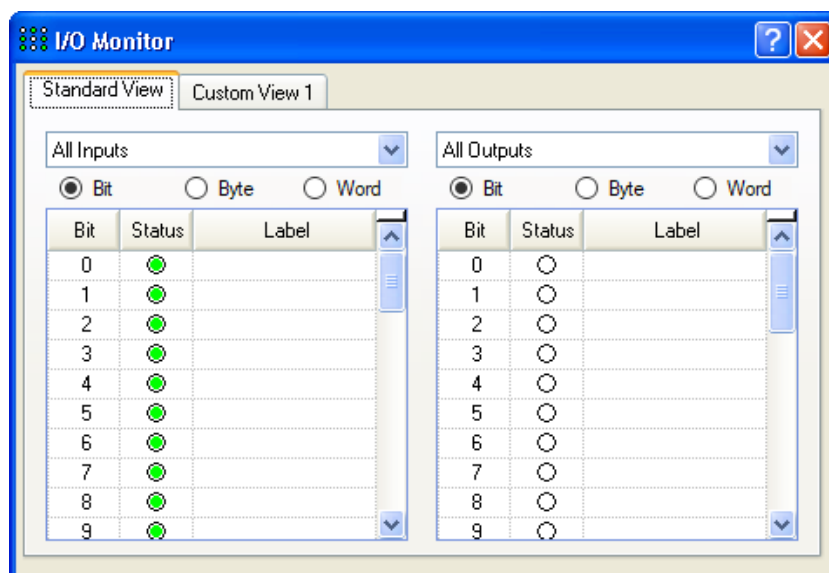 I/O Monitor
Standard View Custom View 1
All Inputs All Outputs
Bit Byte Word Bit Byte Word
Bit Status Label Bit Status Label
0 0
1 1
2 2
3 3
4 4
5 5
6 6
7 7
8 8
9 9